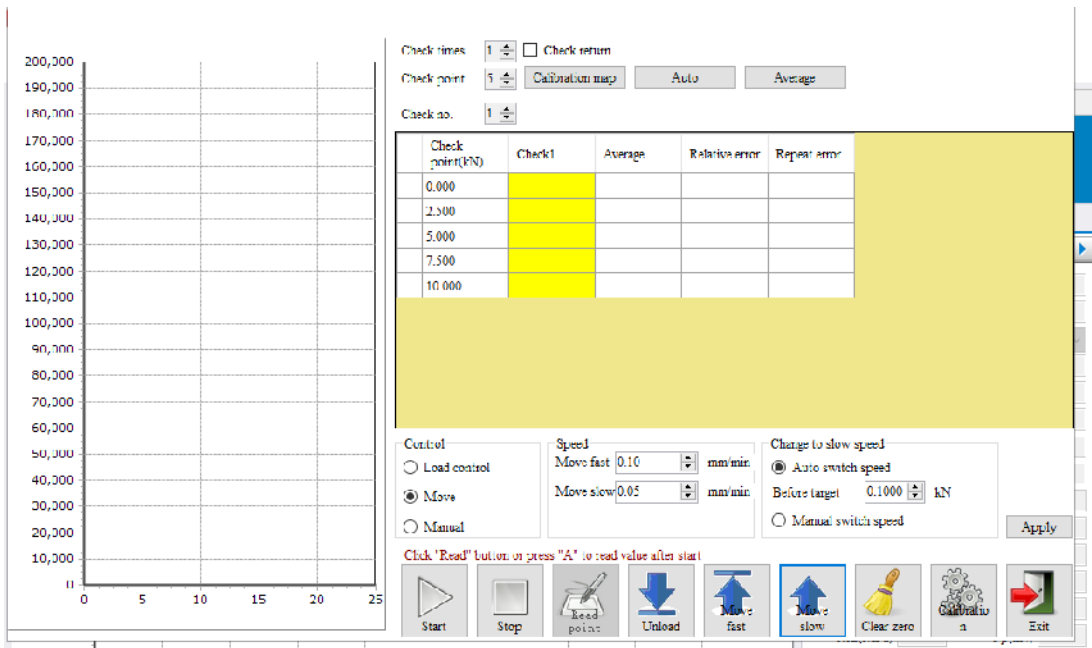 Check times 1 Check return
Check point 5 Calibration map Auto Average
Check no. 1
200,000
190,000
180,000
170,000
160,000
150,000
140,000
130,000
120,000
110,000
100,000
90,000
80,000
70,000
60,000
50,000
40,000
30,000
20,000
10,000
0
0 5 10 15 20 25
Check point(kN) Check1 Average Relative error Repeat error
0.000
2.500
5.000
7.500
10.000
Control
Load control
Move
Manual
Speed
Move fast 0.10 mm/min
Move slow 0.05 mm/min
Change to slow speed
Auto switch speed
Before target 0.1000 kN
Manual switch speed
Apply
Click "Read" button or press "A" to read value after start
Start
Stop
Read point
Unload
Move fast
Move slow
Clear zero
Calibration
Exit